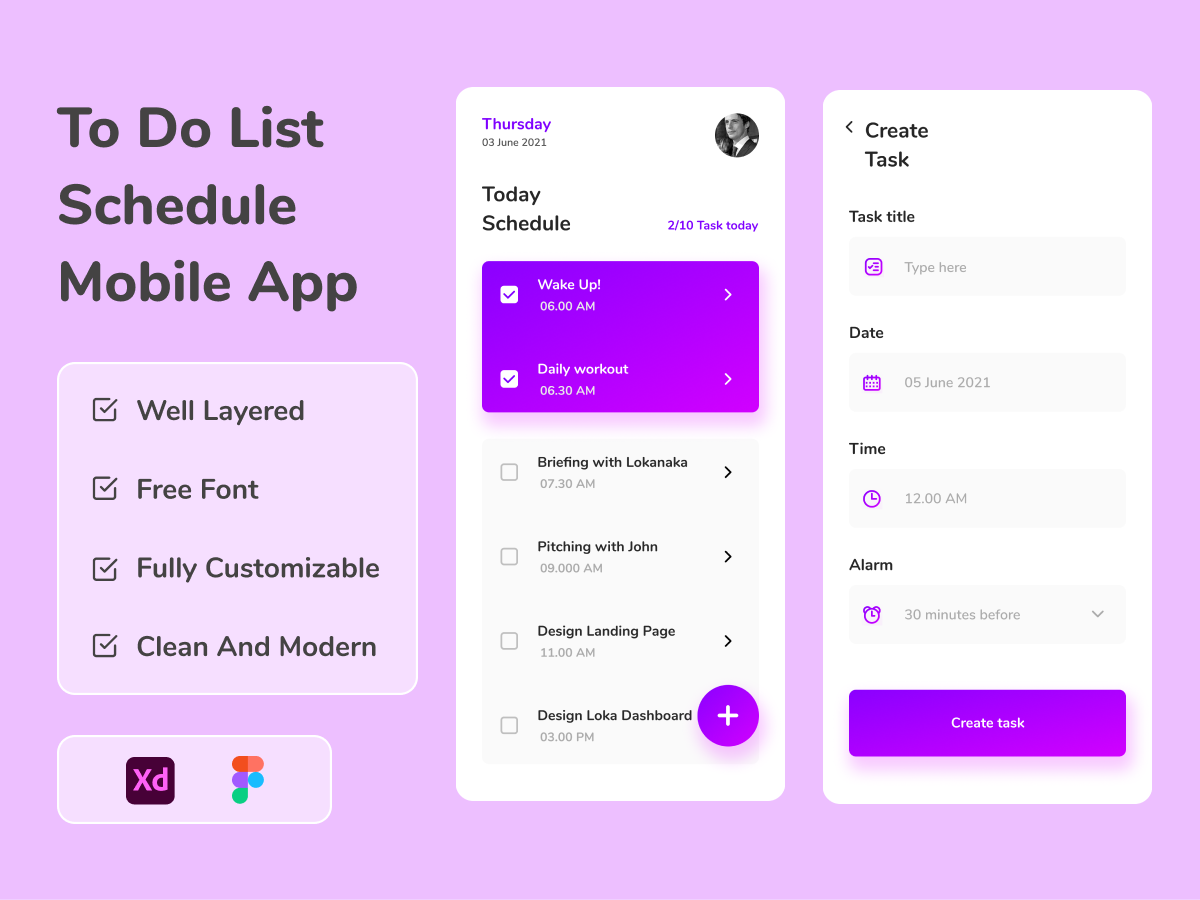 To Do List
Schedule
Mobile App
Well Layered
Free Font
Fully Customizable
Clean And Modern
Xd
Thursday
03 June 2021
Today
Schedule
2/10 Task today
Wake Up!
06.00 AM
Daily workout
06.30 AM
Briefing with Lokanaka
07.30 AM
Pitching with John
09.000 AM
Design Landing Page
11.00 AM
Design Loka Dashboard
03.00 PM
Create
Task
Task title
Type here
Date
05 June 2021
Time
12.00 AM
Alarm
30 minutes before
Create task